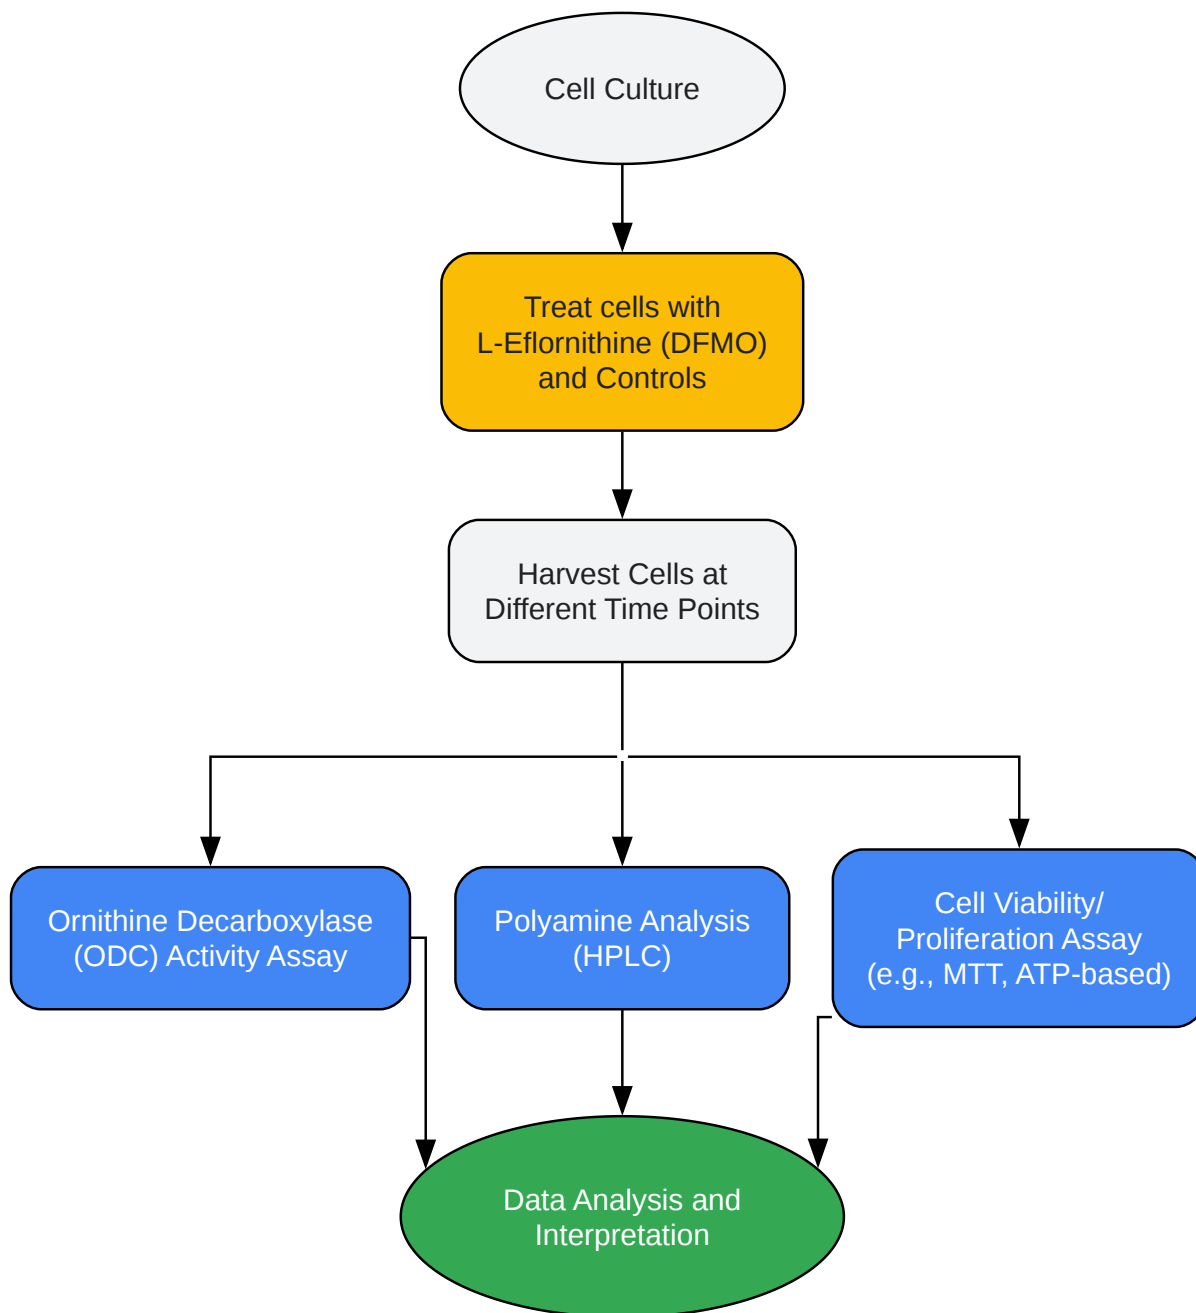 Cell Culture
Treat cells with
L-Eflornithine (DFMO)
and Controls
Harvest Cells at
Different Time Points
Ornithine Decarboxylase
(ODC) Activity Assay
Polyamine Analysis
(HPLC)
Cell Viability/
Proliferation Assay
(e.g., MTT, ATP-based)
Data Analysis and
Interpretation